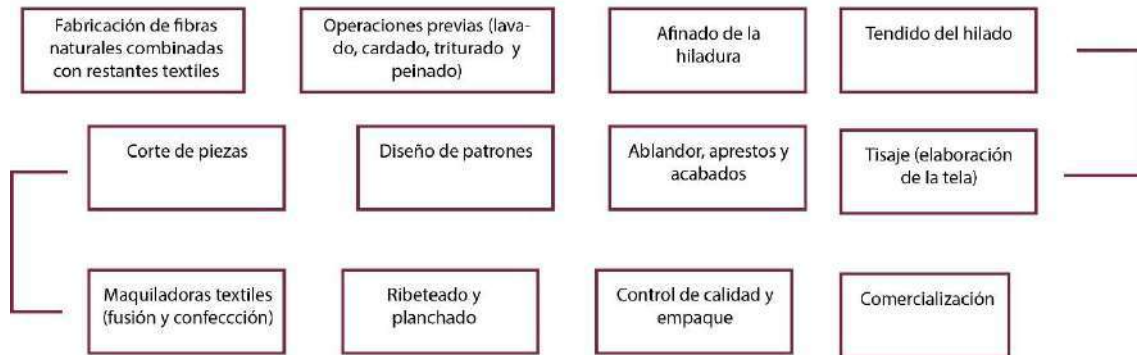 Fabricación de fibras
naturales combinadas
con restantes textiles
Operaciones previas (lava-
do, cardado, triturado y
peinado)
Afinado de la
hiladura
Tendido del hilado
Corte de piezas
Diseño de patrones
Ablandor, aprestos y
acabados
Tisaje (elaboración
de la tela)
Maquiladoras textiles
(fusión y confeccción)
Ribeteado y
planchado
Control de calidad y
empaque
Comercialización